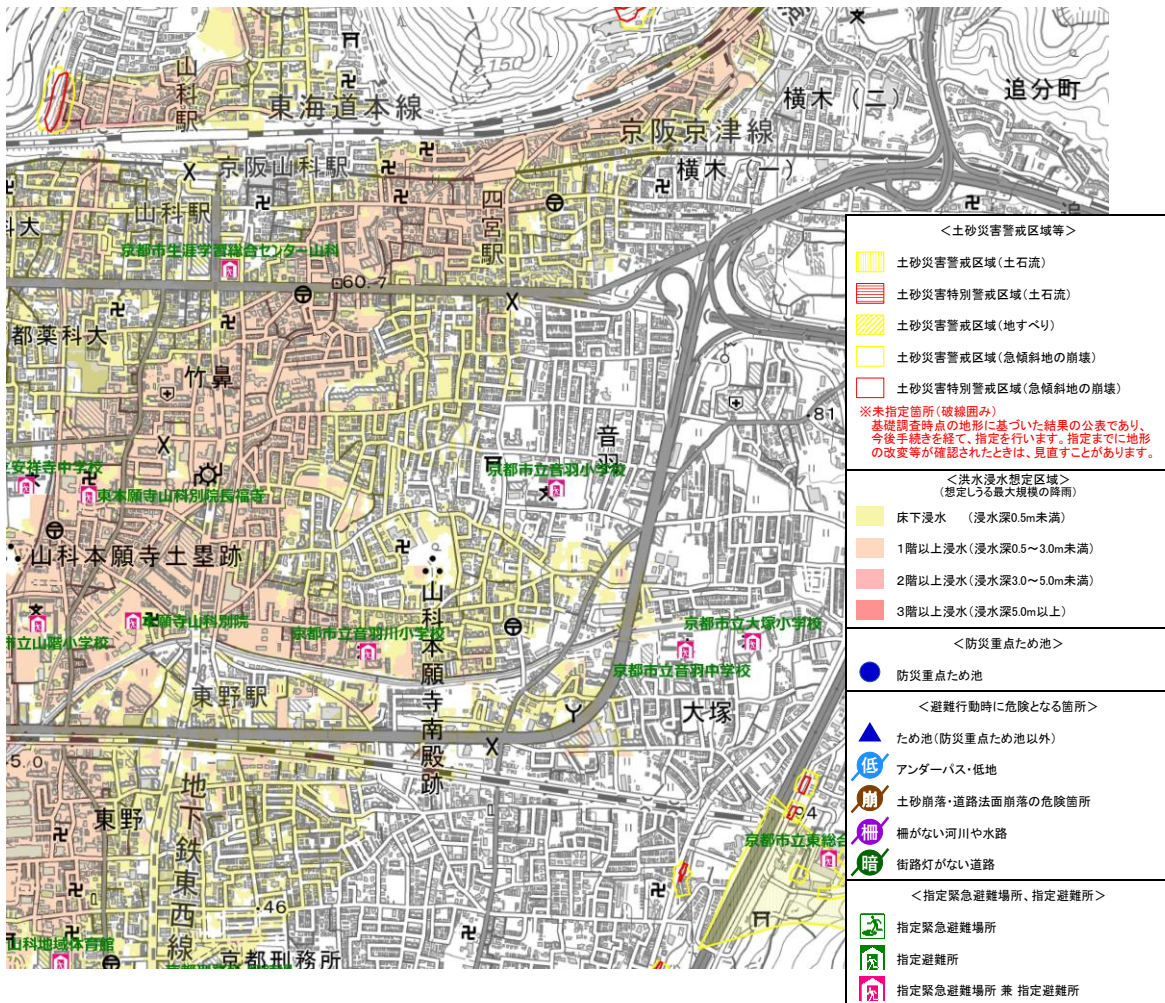 山科駅
東海道本線
150
横木(二)
追分町
京阪京津線
横木(一)
京阪山科駅
四宮駅
山科駅
京都市生涯学習総合センター山科
60.7
都薬科大
竹鼻
音羽
81
京都市立音羽小学校
立安祥寺中学校
東本願寺山科別院長福寺
山科本願寺土塁跡
山科本願寺南殿跡
本願寺山科別院
市立山階小学校
京都市立音羽川小学校
京都市立大塚小学校
京都市立音羽中学校
東野駅
大塚
5.0
東野
地下鉄東西線
94
京都市立東総合
46
山科地域体育館
京都刑務所
<土砂災害警戒区域等>
土砂災害警戒区域(土石流)
土砂災害特別警戒区域(土石流)
土砂災害警戒区域(地すべり)
土砂災害警戒区域(急傾斜地の崩壊)
土砂災害特別警戒区域(急傾斜地の崩壊)
※未指定箇所(破線囲み)
基礎調査時点の地形に基づいた結果の公表であり、
今後手続きを経て、指定を行います。指定までに地形
の改変等が確認されたときは、見直すことがあります。
<洪水浸水想定区域>
(想定しうる最大規模の降雨)
床下浸水 (浸水深0.5m未満)
1階以上浸水(浸水深0.5~3.0m未満)
2階以上浸水(浸水深3.0~5.0m未満)
3階以上浸水(浸水深5.0m以上)
<防災重点ため池>
防災重点ため池
<避難行動時に危険となる箇所>
ため池(防災重点ため池以外)
低 アンダーパス・低地
崩 土砂崩落・道路法面崩落の危険箇所
柵 柵がない河川や水路
暗 街路灯がない道路
<指定緊急避難場所、指定避難所>
指定緊急避難場所
指定避難所
指定緊急避難場所 兼 指定避難所